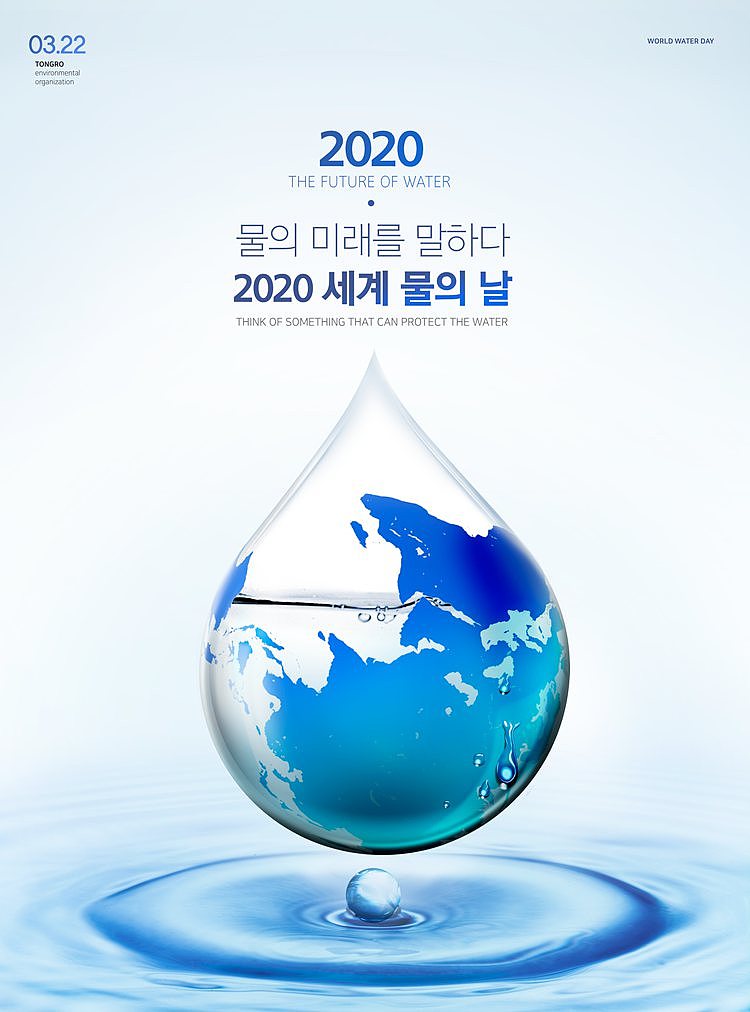 03.22
TONGRO
environmental
organization
WORLD WATER DAY
2020
THE FUTURE OF WATER
물의 미래를 말하다
2020 세계 물의 날
THINK OF SOMETHING THAT CAN PROTECT THE WATER